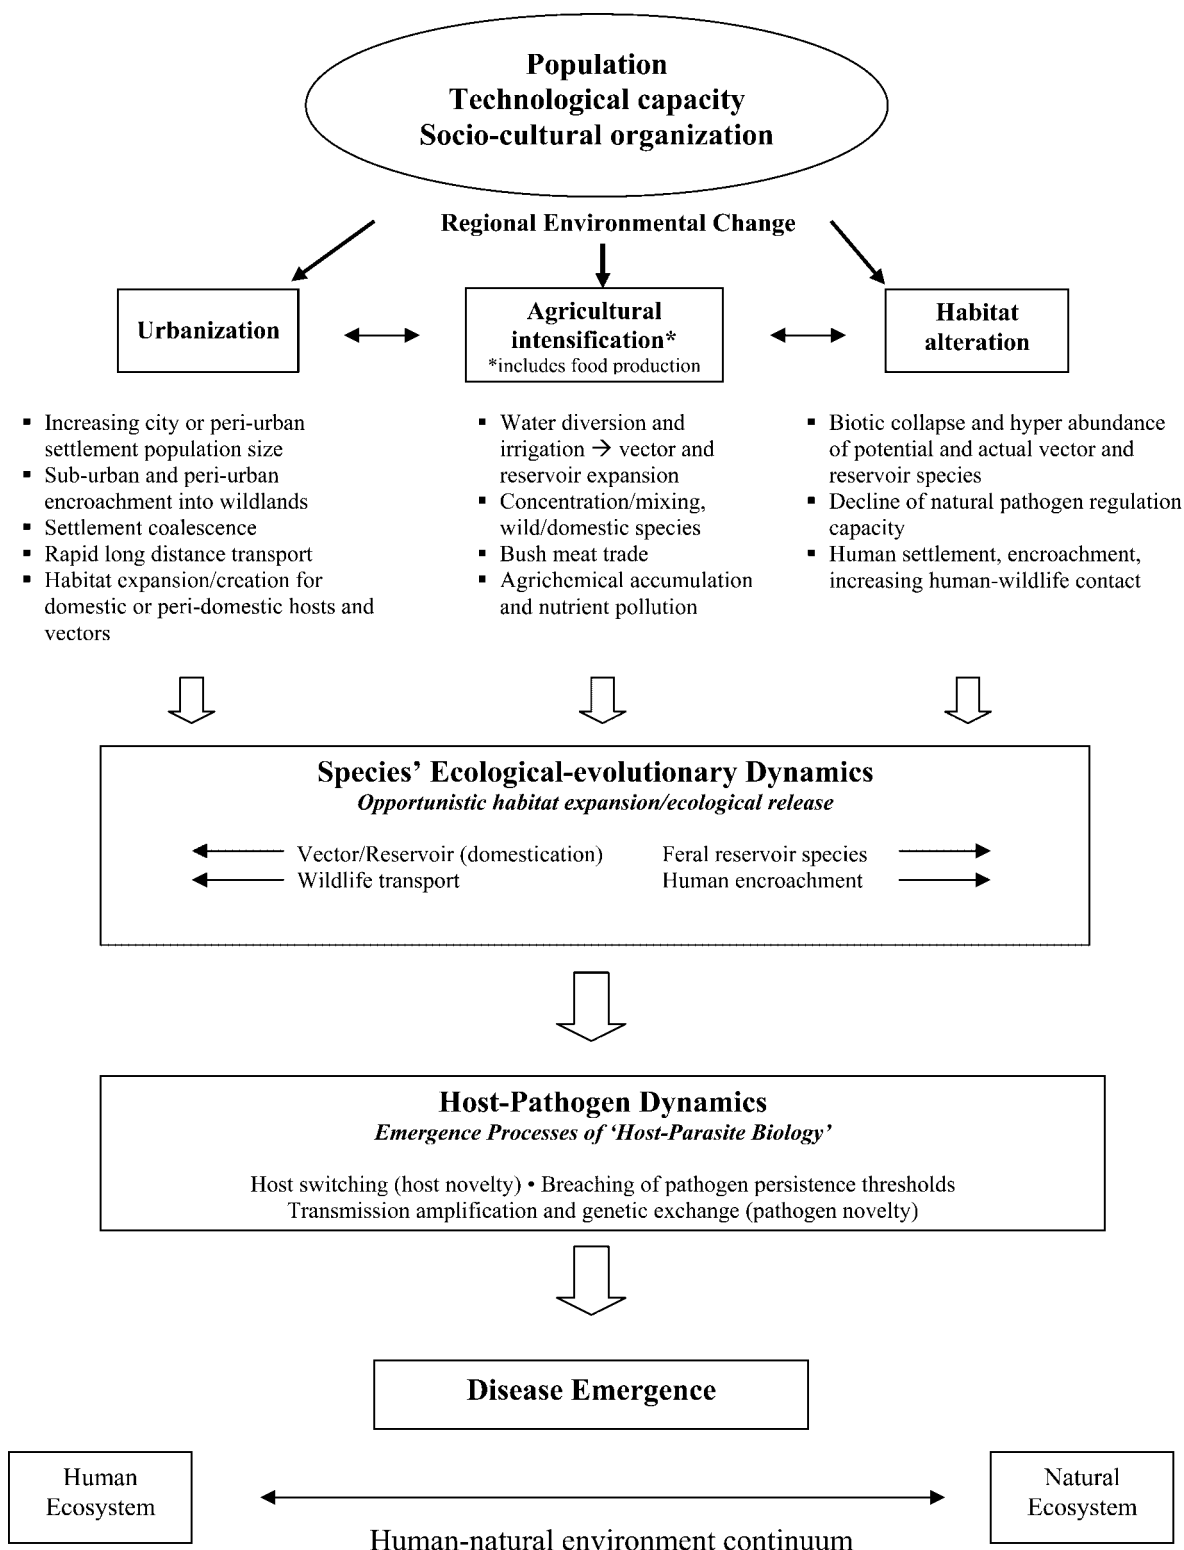 Population
Technological capacity
Socio-cultural organization
Regional Environmental Change
Urbanization
Agricultural
intensification*
*includes food production
Habitat
alteration
▪ Increasing city or peri-urban
settlement population size
▪ Sub-urban and peri-urban
encroachment into wildlands
▪ Settlement coalescence
▪ Rapid long distance transport
▪ Habitat expansion/creation for
domestic or peri-domestic hosts and
vectors
▪ Water diversion and
irrigation → vector and
reservoir expansion
▪ Concentration/mixing,
wild/domestic species
▪ Bush meat trade
▪ Agrichemical accumulation
and nutrient pollution
▪ Biotic collapse and hyper abundance
of potential and actual vector and
reservoir species
▪ Decline of natural pathogen regulation
capacity
▪ Human settlement, encroachment,
increasing human-wildlife contact
Species’ Ecological-evolutionary Dynamics
Opportunistic habitat expansion/ecological release
Vector/Reservoir (domestication)
Wildlife transport
Feral reservoir species
Human encroachment
Host-Pathogen Dynamics
Emergence Processes of ‘Host-Parasite Biology’
Host switching (host novelty) • Breaching of pathogen persistence thresholds
Transmission amplification and genetic exchange (pathogen novelty)
Disease Emergence
Human
Ecosystem
Natural
Ecosystem
Human-natural environment continuum